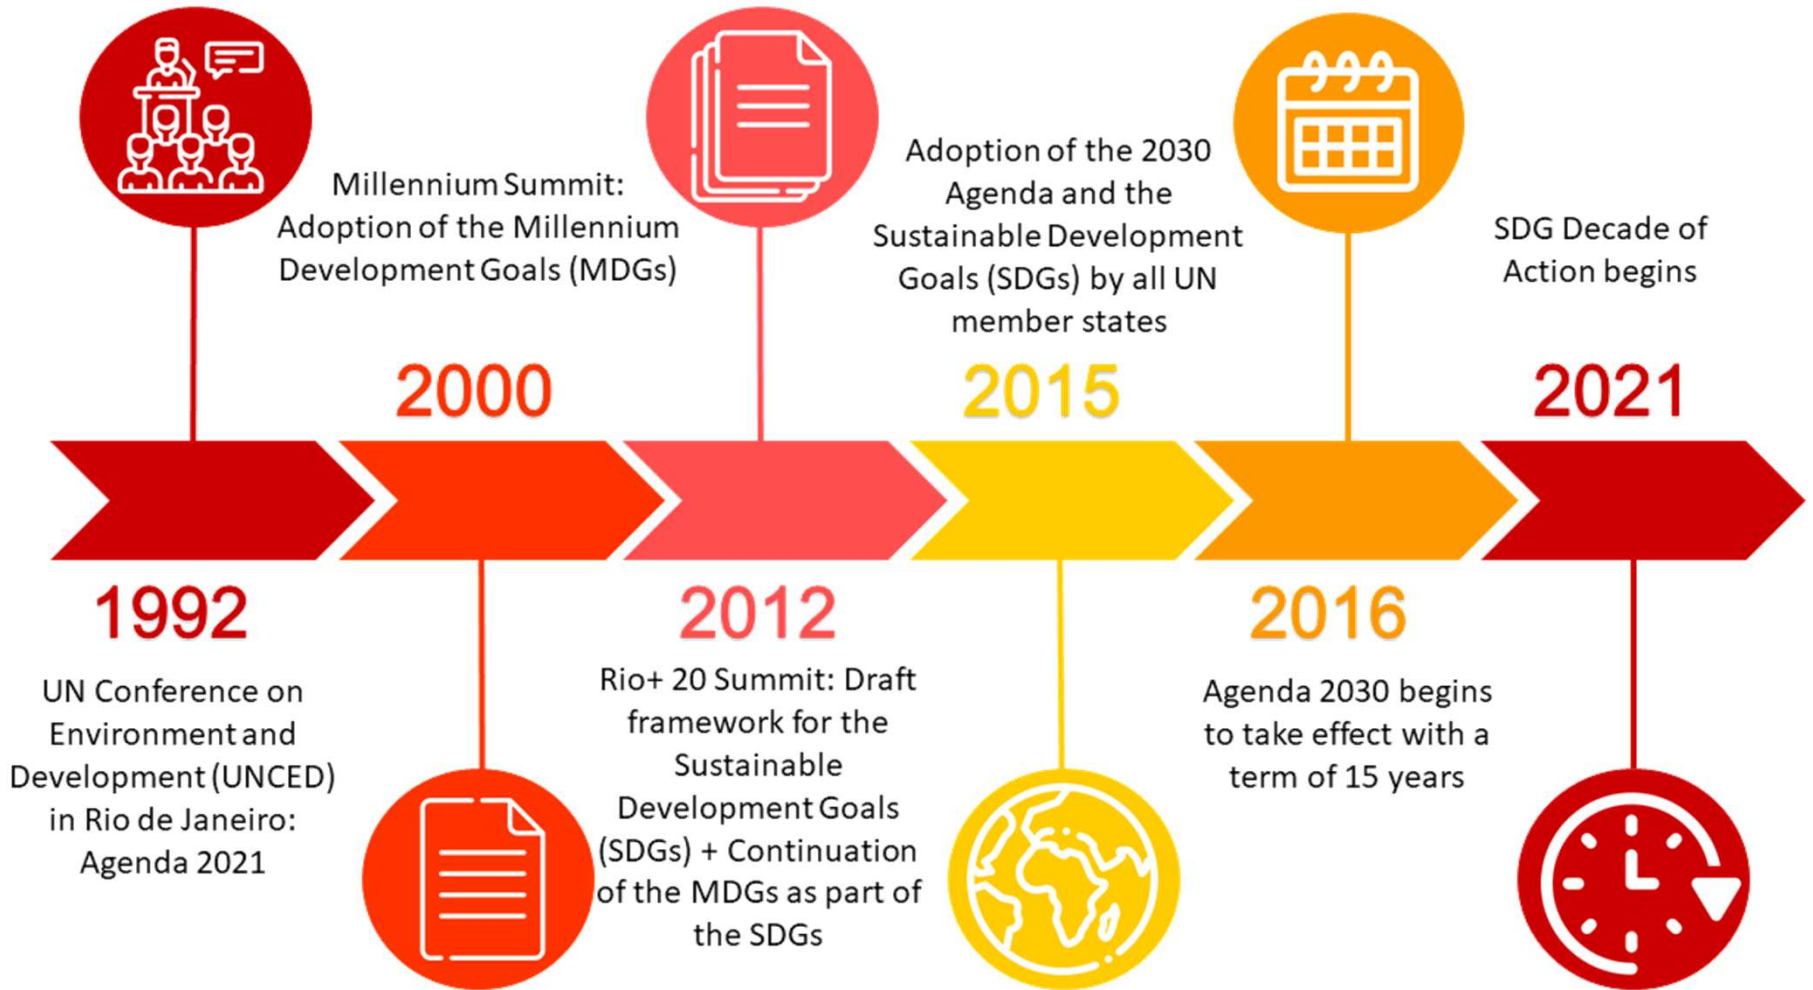 1992
UN Conference on
Environment and
Development (UNCED)
in Rio de Janeiro:
Agenda 2021
Millennium Summit:
Adoption of the Millennium
Development Goals (MDGs)
2000
2012
Rio+ 20 Summit: Draft
framework for the
Sustainable
Development Goals
(SDGs) + Continuation
of the MDGs as part of
the SDGs
Adoption of the 2030
Agenda and the
Sustainable Development
Goals (SDGs) by all UN
member states
2015
2016
Agenda 2030 begins
to take effect with a
term of 15 years
SDG Decade of
Action begins
2021